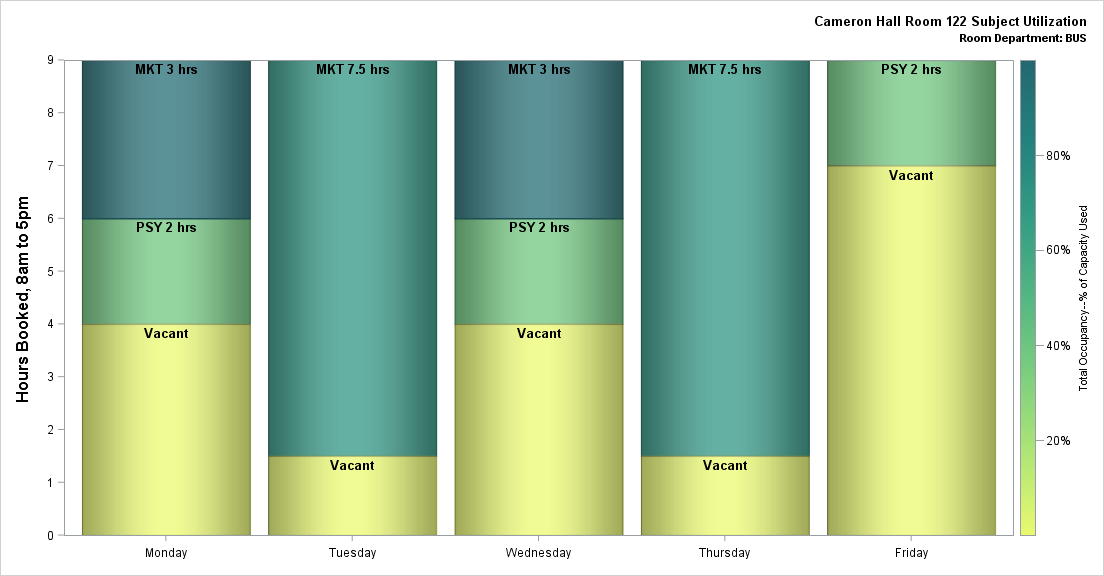 Cameron Hall Room 122 Subject Utilization
Room Department: BUS
Hours Booked, 8am to 5pm
9
8
7
6
5
4
3
2
1
0
MKT 3 hrs
PSY 2 hrs
Vacant
MKT 7.5 hrs
Vacant
MKT 3 hrs
PSY 2 hrs
Vacant
MKT 7.5 hrs
Vacant
PSY 2 hrs
Vacant
Monday
Tuesday
Wednesday
Thursday
Friday
80%
60%
40%
20%
Total Occupancy--% of Capacity Used